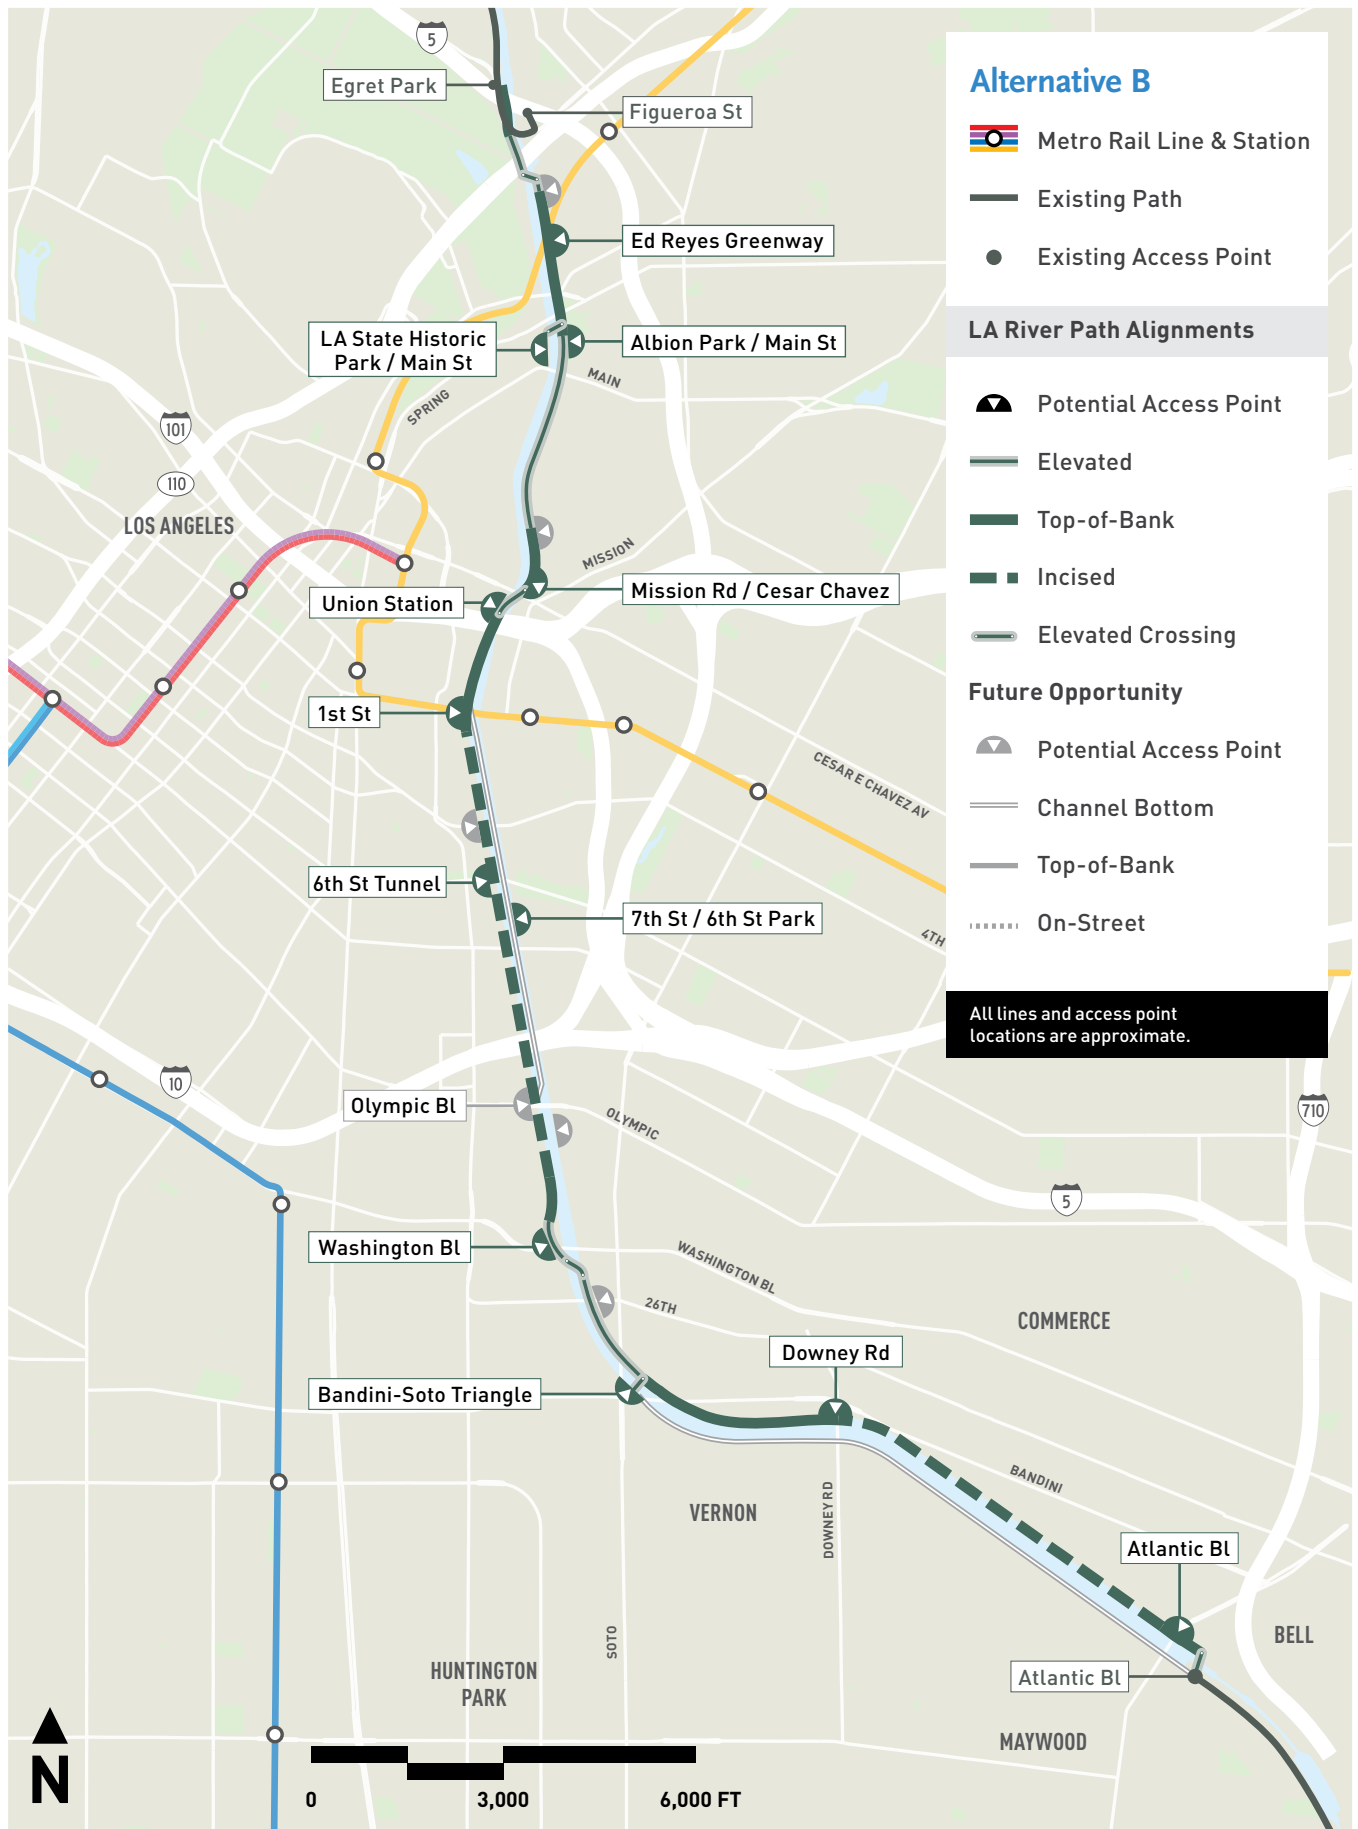 5
Egret Park
Figueroa St
Ed Reyes Greenway
LA State Historic
Park / Main St
Albion Park / Main St
MAIN
SPRING
101
110
LOS ANGELES
MISSION
Union Station
Mission Rd / Cesar Chavez
1st St
CESAR E CHAVEZ AV
6th St Tunnel
7th St / 6th St Park
4TH
10
Olympic Bl
OLYMPIC
710
5
Washington Bl
WASHINGTON BL
26TH
COMMERCE
Downey Rd
Bandini-Soto Triangle
BANDINI
VERNON
DOWNEY RD
Atlantic Bl
SOTO
BELL
HUNTINGTON
PARK
Atlantic Bl
MAYWOOD
N
0
3,000
6,000 FT
Alternative B
Metro Rail Line & Station
Existing Path
Existing Access Point
LA River Path Alignments
Potential Access Point
Elevated
Top-of-Bank
Incised
Elevated Crossing
Future Opportunity
Potential Access Point
Channel Bottom
Top-of-Bank
On-Street
All lines and access point
locations are approximate.